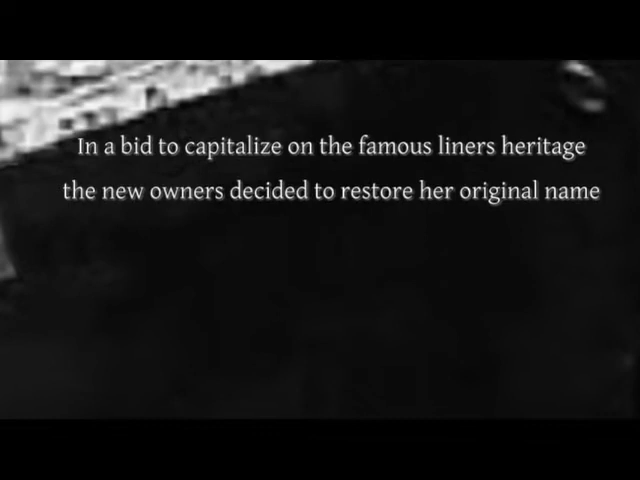 In a bid to capitalize on the famous liners heritage
the new owners decided to restore her original name